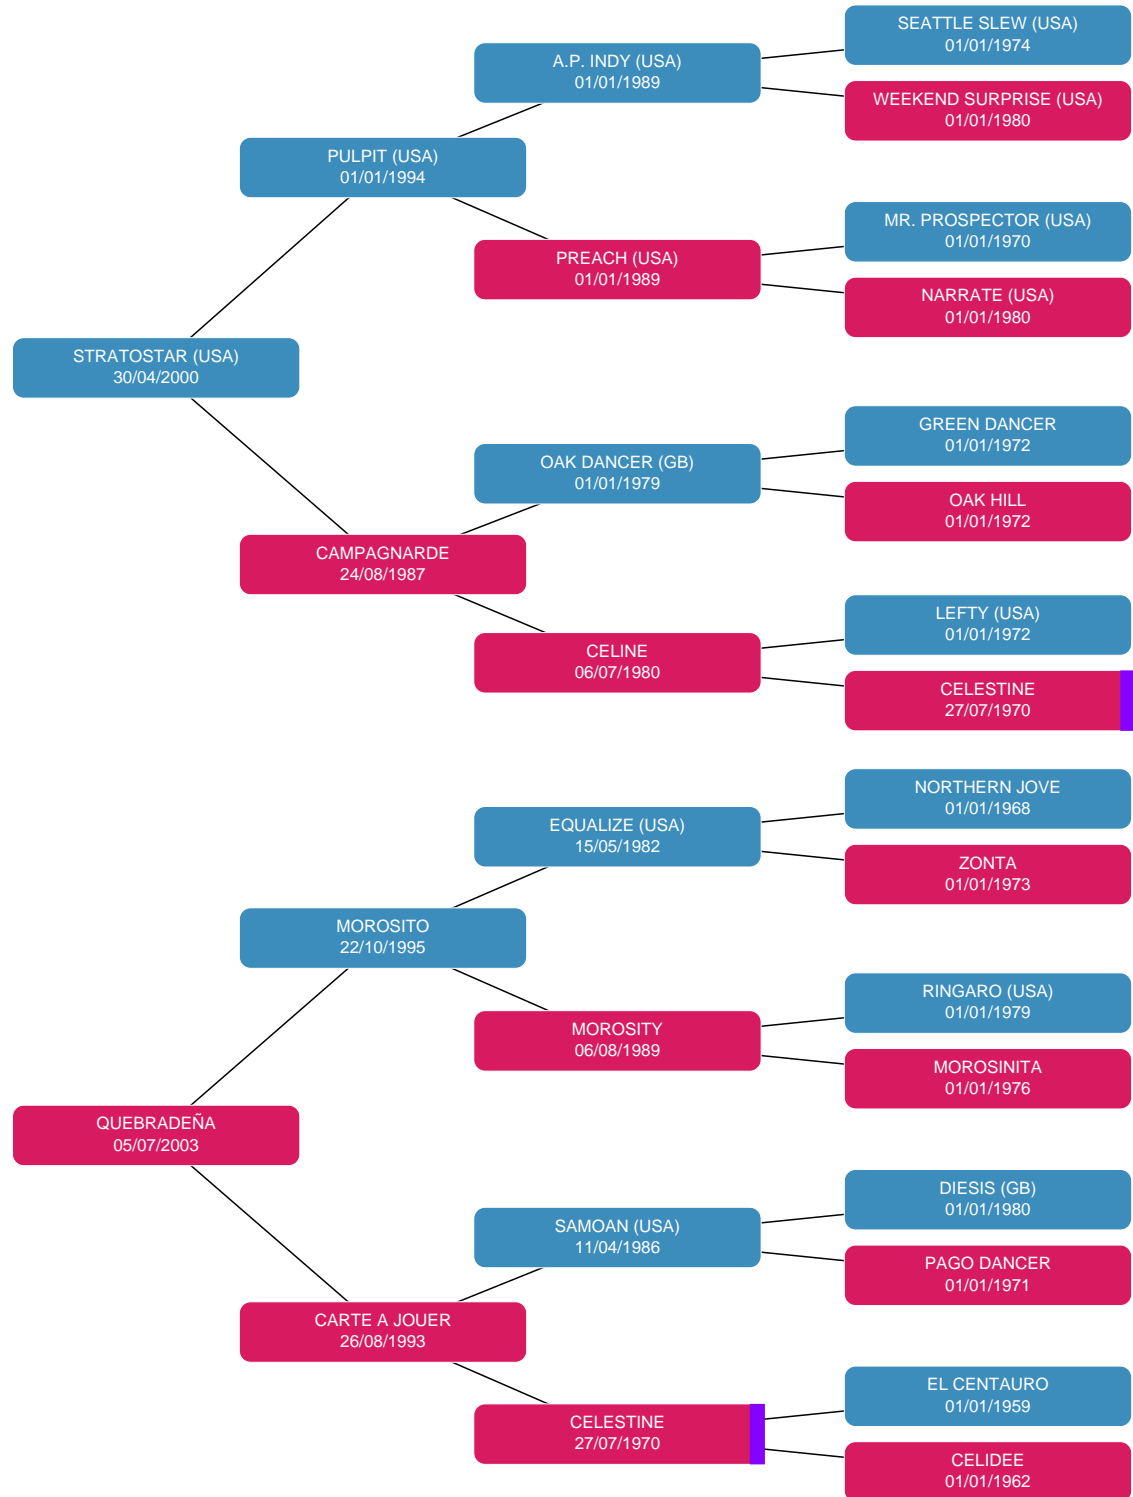 SEATTLE SLEW (USA)
01/01/1974
A.P. INDY (USA)
01/01/1989
WEEKEND SURPRISE (USA)
01/01/1980
PULPIT (USA)
01/01/1994
MR. PROSPECTOR (USA)
01/01/1970
PREACH (USA)
01/01/1989
NARRATE (USA)
01/01/1980
STRATOSTAR (USA)
30/04/2000
GREEN DANCER
01/01/1972
OAK DANCER (GB)
01/01/1979
OAK HILL
01/01/1972
CAMPAGNARDE
24/08/1987
LEFTY (USA)
01/01/1972
CELINE
06/07/1980
CELESTINE
27/07/1970
NORTHERN JOVE
01/01/1968
EQUALIZE (USA)
15/05/1982
ZONTA
01/01/1973
MOROSITO
22/10/1995
RINGARO (USA)
01/01/1979
MOROSITY
06/08/1989
MOROSINITA
01/01/1976
QUEBRADEÑA
05/07/2003
DIESIS (GB)
01/01/1980
SAMOAN (USA)
11/04/1986
PAGO DANCER
01/01/1971
CARTE A JOUER
26/08/1993
EL CENTAURO
01/01/1959
CELESTINE
27/07/1970
CELIDEE
01/01/1962